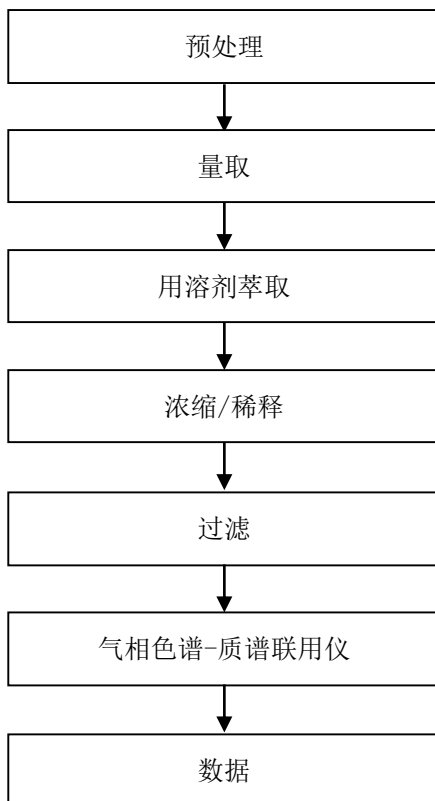 预处理
量取
用溶剂萃取
浓缩/稀释
过滤
气相色谱-质谱联用仪
数据